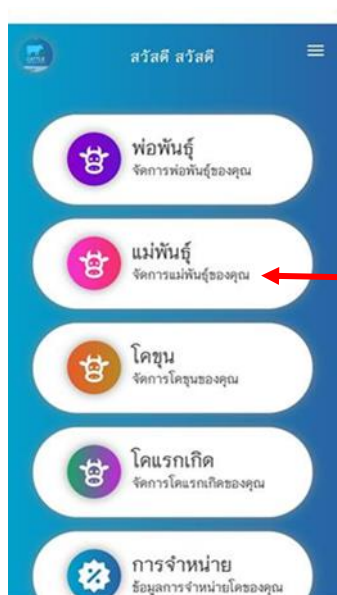 สวัสดี สวัสดี
พ่อพันธุ์
จัดการพ่อพันธุ์ของคุณ
แม่พันธุ์
จัดการแม่พันธุ์ของคุณ
โคขุน
จัดการโคขุนของคุณ
โคแรกเกิด
จัดการโคแรกเกิดของคุณ
การจำหน่าย
ข้อมูลการจำหน่ายโคของคุณ